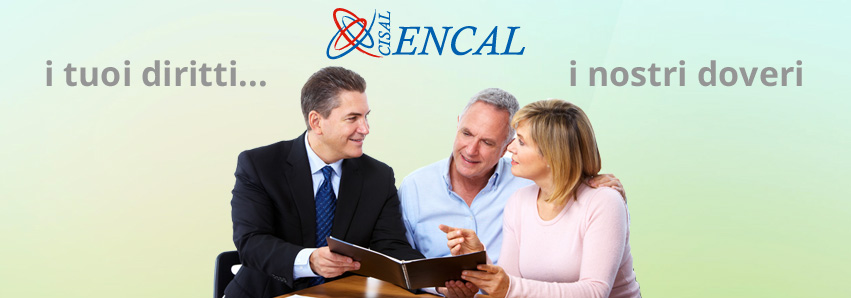 CISAL ENCAL
i tuoi diritti...
i nostri doveri